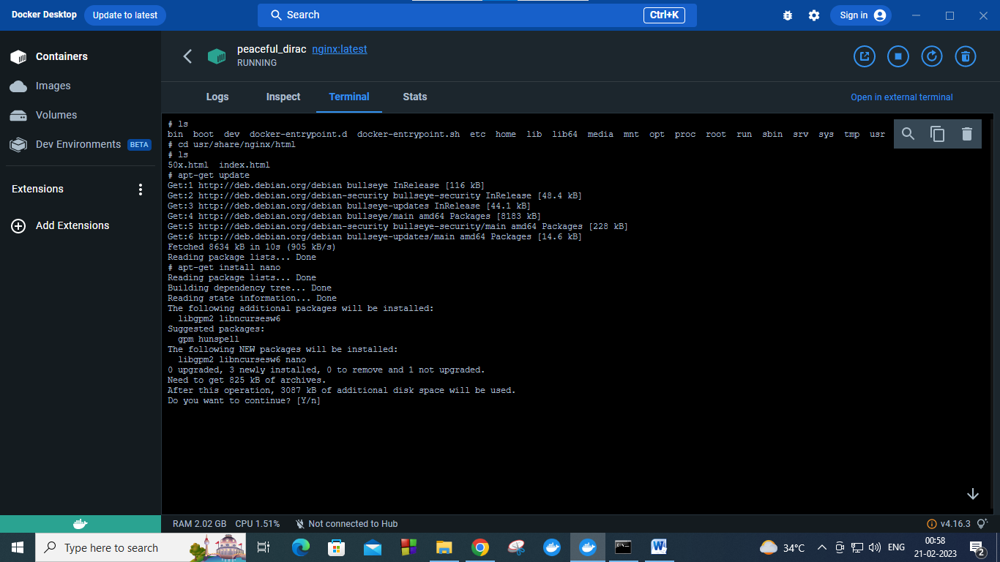 Docker Desktop
Update to latest
Search
Ctrl+K
Sign in
Containers
Images
Volumes
Dev Environments BETA
Extensions
Add Extensions
peaceful_dirac nginx:latest
RUNNING
Logs
Inspect
Terminal
Stats
Open in external terminal
# ls
bin boot dev docker-entrypoint.d docker-entrypoint.sh etc home lib lib64 media mnt opt proc root run sbin srv sys tmp usr
# cd usr/share/nginx/html
# ls
50x.html index.html
# apt-get update
Get:1 http://deb.debian.org/debian bullseye InRelease [116 kB]
Get:2 http://deb.debian.org/debian-security bullseye-security InRelease [48.4 kB]
Get:3 http://deb.debian.org/debian bullseye-updates InRelease [44.1 kB]
Get:4 http://deb.debian.org/debian bullseye/main amd64 Packages [8183 kB]
Get:5 http://deb.debian.org/debian-security bullseye-security/main amd64 Packages [228 kB]
Get:6 http://deb.debian.org/debian bullseye-updates/main amd64 Packages [14.6 kB]
Fetched 8634 kB in 10s (905 kB/s)
Reading package lists... Done
# apt-get install nano
Reading package lists... Done
Building dependency tree... Done
Reading state information... Done
The following additional packages will be installed:
libgpm2 libncursesw6
Suggested packages:
gpm hunspell
The following NEW packages will be installed:
libgpm2 libncursesw6 nano
0 upgraded, 3 newly installed, 0 to remove and 1 not upgraded.
Need to get 825 kB of archives.
After this operation, 3087 kB of additional disk space will be used.
Do you want to continue? [Y/n]
RAM 2.02 GB CPU 1.51% Not connected to Hub
v4.16.3
Type here to search
34°C
ENG
00:58
21-02-2023
2